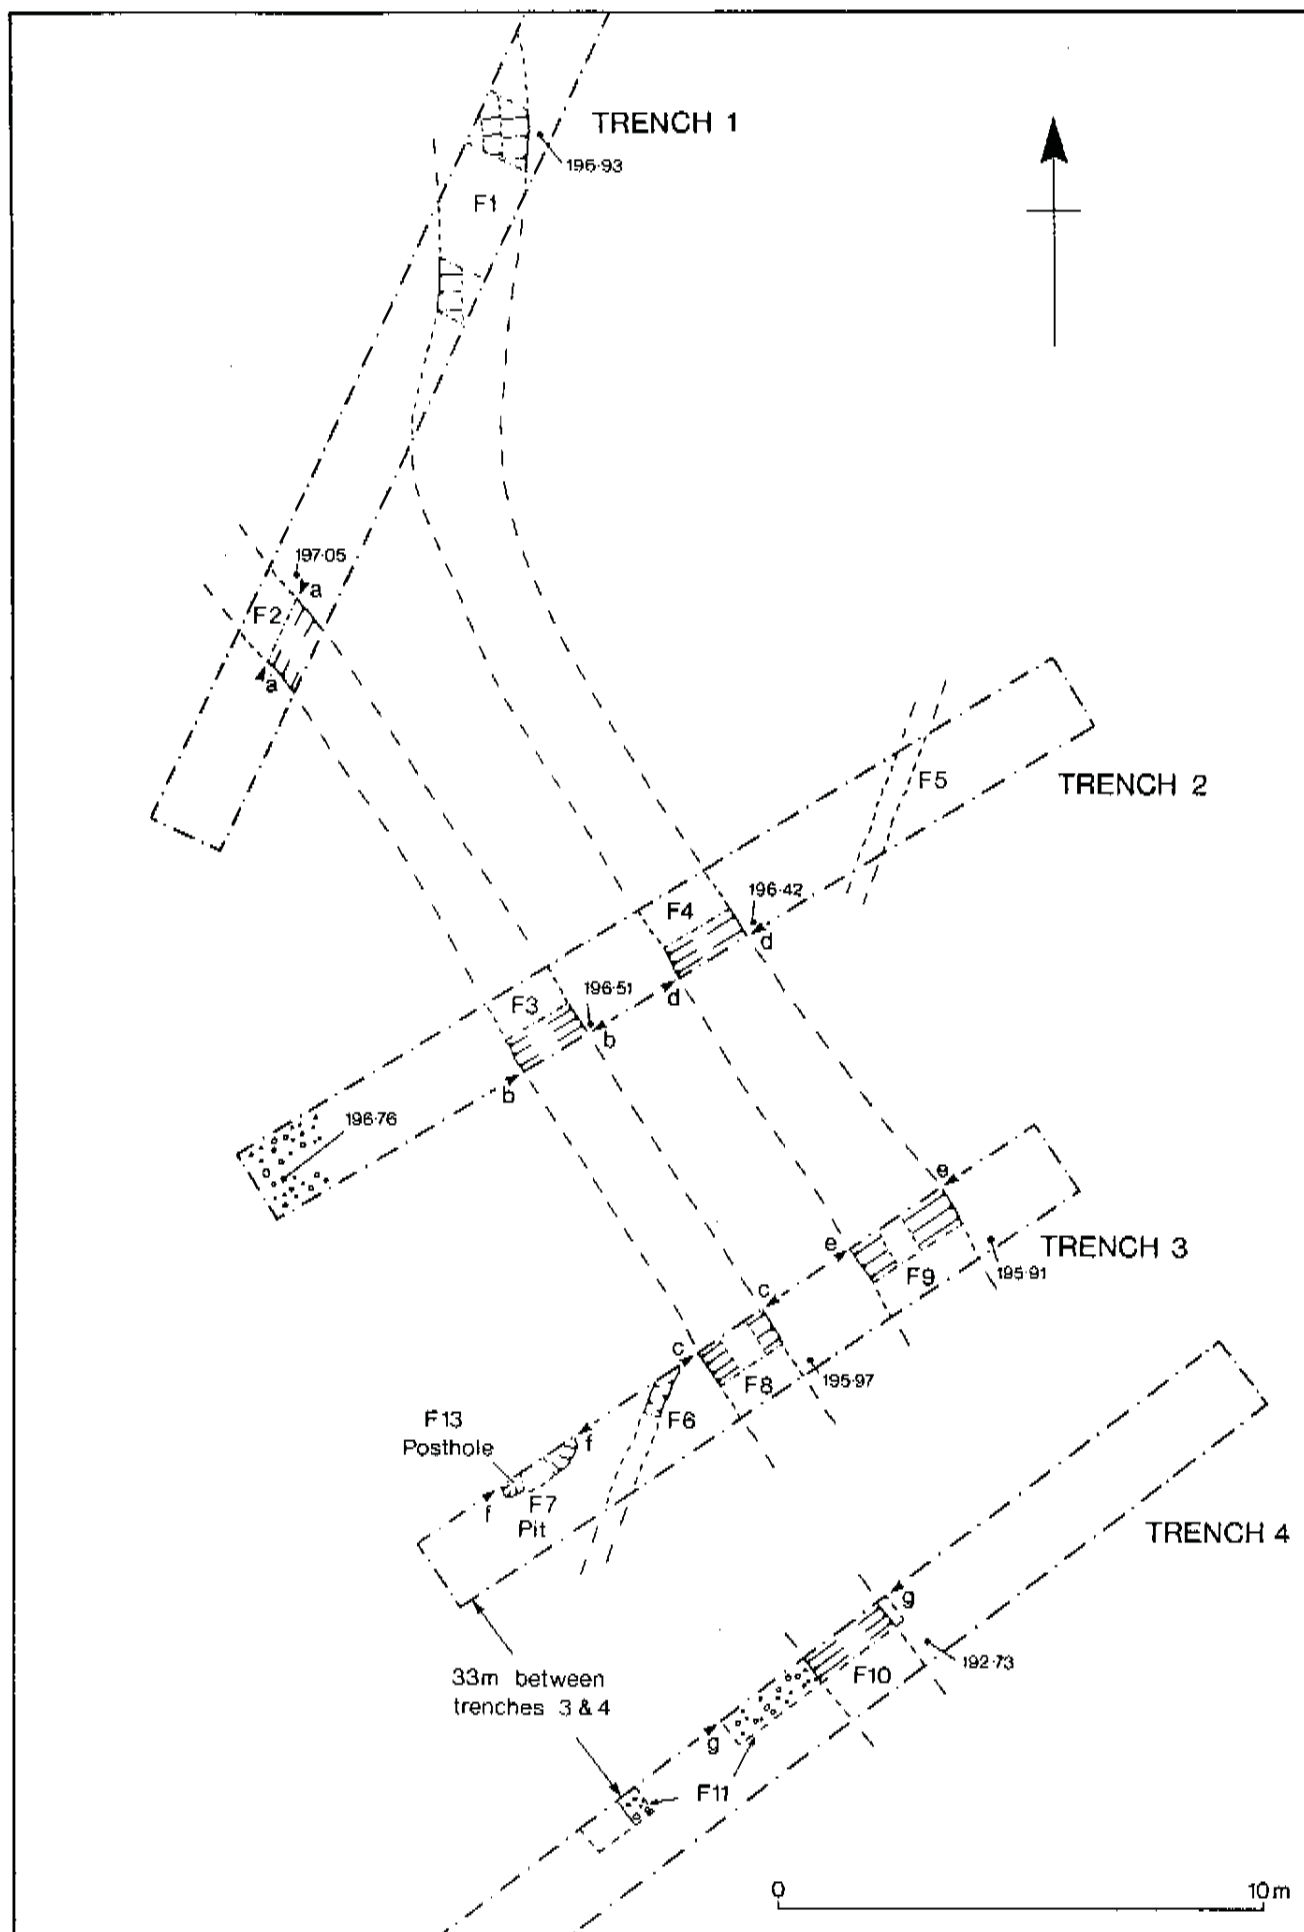 TRENCH 1
196·93
F1
197·05
a
F2
a
F5
TRENCH 2
196·42
F4
d
196·51
d
F3
b
b
196·76
e
TRENCH 3
e
195·91
F9
c
c
195·97
F8
F6
F13
Posthole
f
f
F7
Pit
TRENCH 4
g
192·73
F10
33m between
trenches 3 & 4
g
F11
0
10m